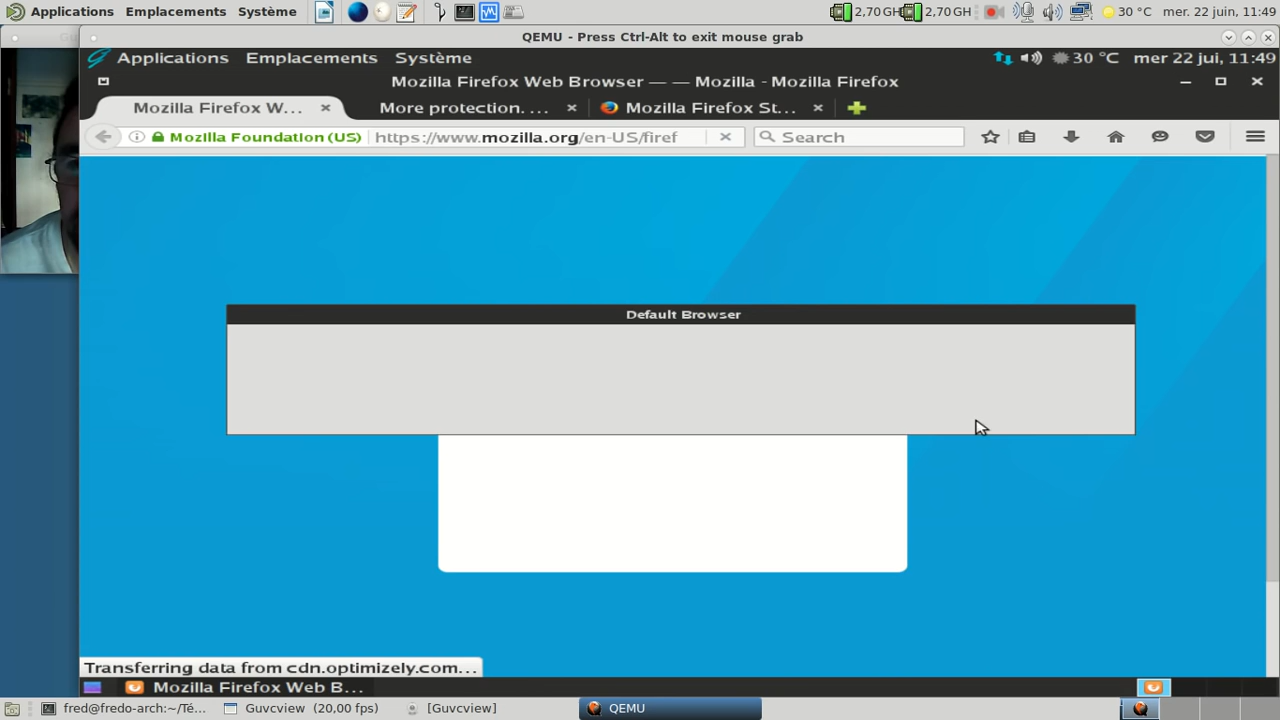 Applications Emplacements Système 2,70 GH 2,70 GH 30 °C mer. 22 juin, 11:49
QEMU - Press Ctrl-Alt to exit mouse grab
Applications Emplacements Système 30 °C mer 22 jui, 11:49
Mozilla Firefox Web Browser — — Mozilla - Mozilla Firefox
Mozilla Firefox W... More protection. ... Mozilla Firefox St...
Mozilla Foundation (US) https://www.mozilla.org/en-US/firef Search
Default Browser
Transferring data from cdn.optimizely.com...
Mozilla Firefox Web B...
fred@fredo-arch:~/Té... Guvcview (20,00 fps) [Guvcview] QEMU